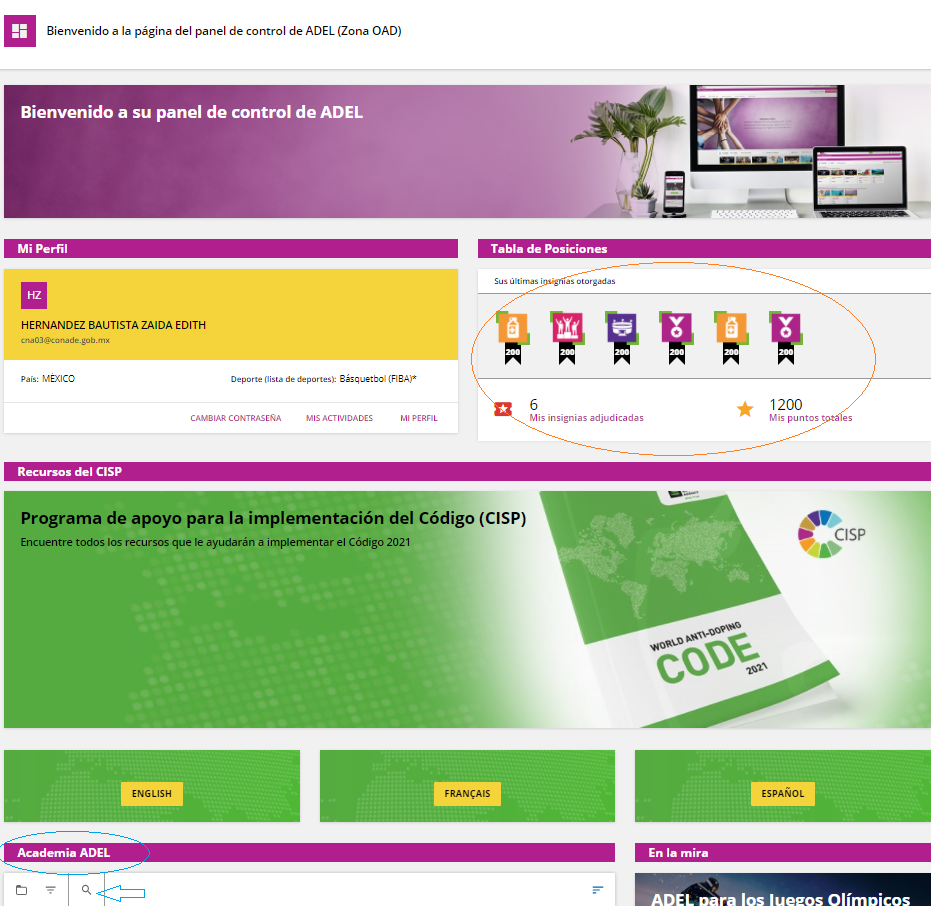 Bienvenido a la página del panel de control de ADEL (Zona OAD)
Bienvenido a su panel de control de ADEL
Mi Perfil
HZ
HERNANDEZ BAUTISTA ZAIDA EDITH
cna03@conade.gob.mx
País: MÉXICO
Deporte (lista de deportes): Básquetbol (FIBA)*
CAMBIAR CONTRASEÑA
MIS ACTIVIDADES
MI PERFIL
Tabla de Posiciones
Sus últimas insignias otorgadas
200
200
200
200
200
200
6
Mis insignias adjudicadas
1200
Mis puntos totales
Recursos del CISP
Programa de apoyo para la implementación del Código (CISP)
Encuentre todos los recursos que le ayudarán a implementar el Código 2021
WORLD ANTI-DOPING
CODE
2021
CISP
ENGLISH
FRANÇAIS
ESPAÑOL
Academia ADEL
En la mira
ADEL para los Juegos Olímpicos